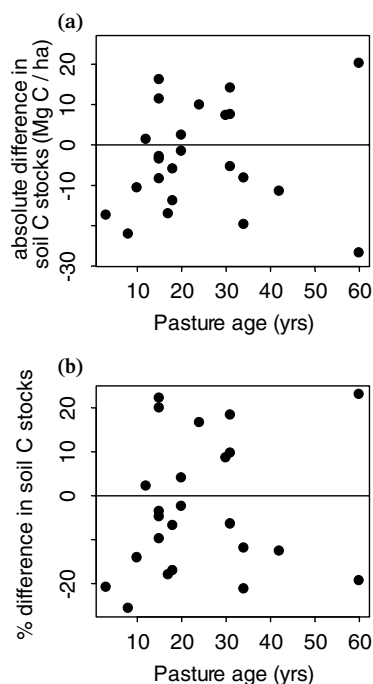 (a)
absolute difference in
soil C stocks (Mg C / ha)
20
10
0
-10
-30
10 20 30 40 50 60
Pasture age (yrs)
(b)
% difference in soil C stocks
20
0
-20
10 20 30 40 50 60
Pasture age (yrs)